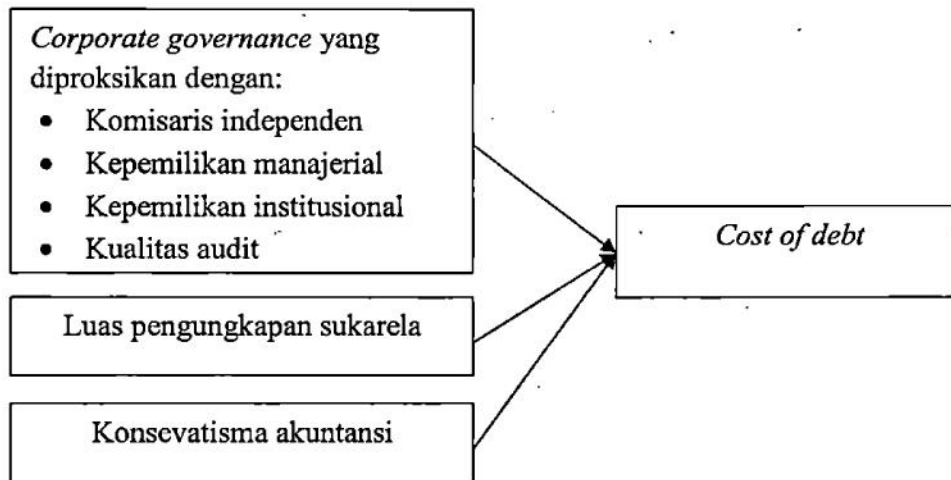 Corporate governance yang
diproksikan dengan:
• Komisaris independen
• Kepemilikan manajerial
• Kepemilikan institusional
• Kualitas audit
Cost of debt
Luas pengungkapan sukarela
Konsevatisma akuntansi